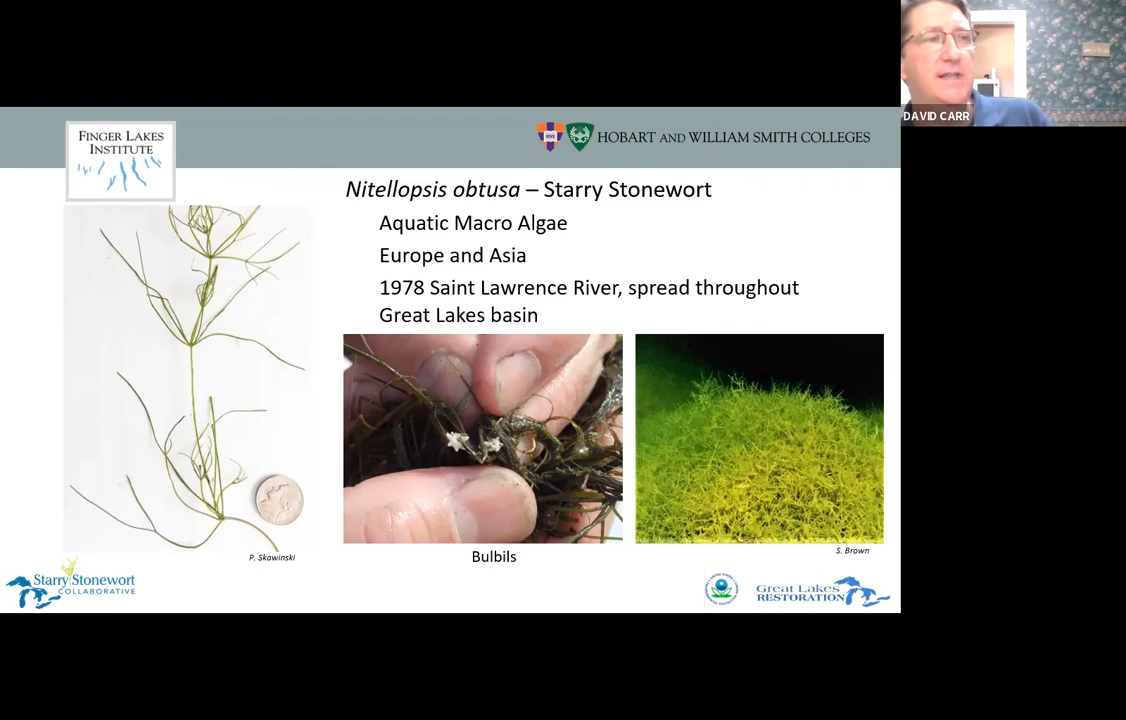 DAVID CARR
FINGER LAKES
INSTITUTE
HOBART AND WILLIAM SMITH COLLEGES
Nitellopsis obtusa – Starry Stonewort
Aquatic Macro Algae
Europe and Asia
1978 Saint Lawrence River, spread throughout
Great Lakes basin
P. Skawinski
Bulbils
S. Brown
Starry Stonewort
COLLABORATIVE
Great Lakes
RESTORATION